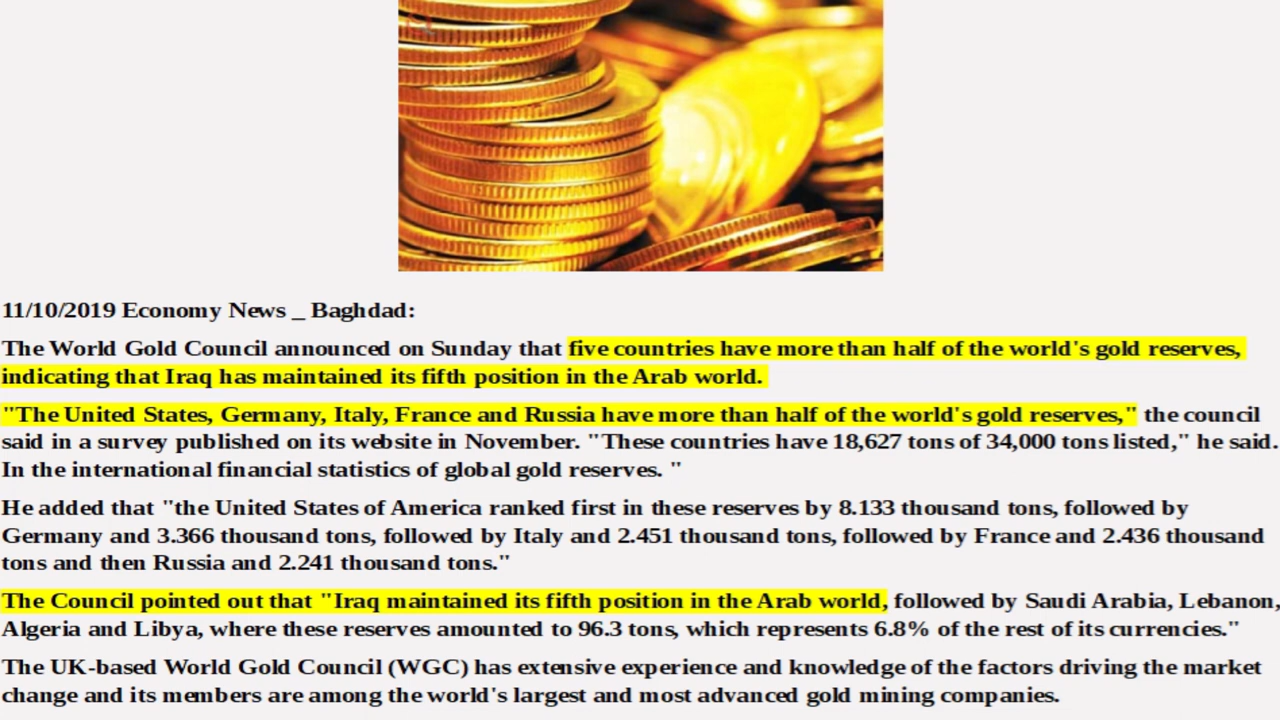 11/10/2019 Economy News _ Baghdad:
The World Gold Council announced on Sunday that five countries have more than half of the world's gold reserves,
indicating that Iraq has maintained its fifth position in the Arab world.
"The United States, Germany, Italy, France and Russia have more than half of the world's gold reserves," the council
said in a survey published on its website in November. "These countries have 18,627 tons of 34,000 tons listed," he said.
In the international financial statistics of global gold reserves. "
He added that "the United States of America ranked first in these reserves by 8.133 thousand tons, followed by
Germany and 3.366 thousand tons, followed by Italy and 2.451 thousand tons, followed by France and 2.436 thousand
tons and then Russia and 2.241 thousand tons."
The Council pointed out that "Iraq maintained its fifth position in the Arab world, followed by Saudi Arabia, Lebanon,
Algeria and Libya, where these reserves amounted to 96.3 tons, which represents 6.8% of the rest of its currencies."
The UK-based World Gold Council (WGC) has extensive experience and knowledge of the factors driving the market
change and its members are among the world's largest and most advanced gold mining companies.